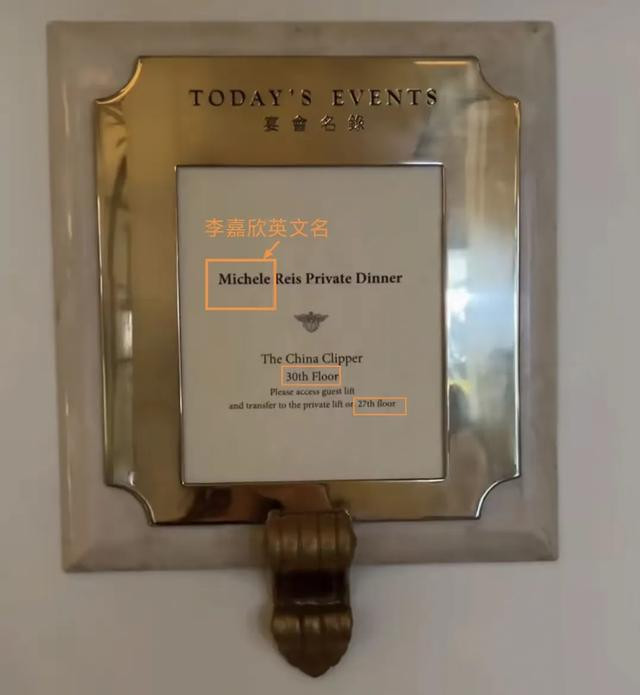 TODAY'S EVENTS
宴會名錄
李嘉欣英文名
Michele Reis Private Dinner
The China Clipper
30th Floor
Please access guest lift
and transfer to the private lift on 27th floor